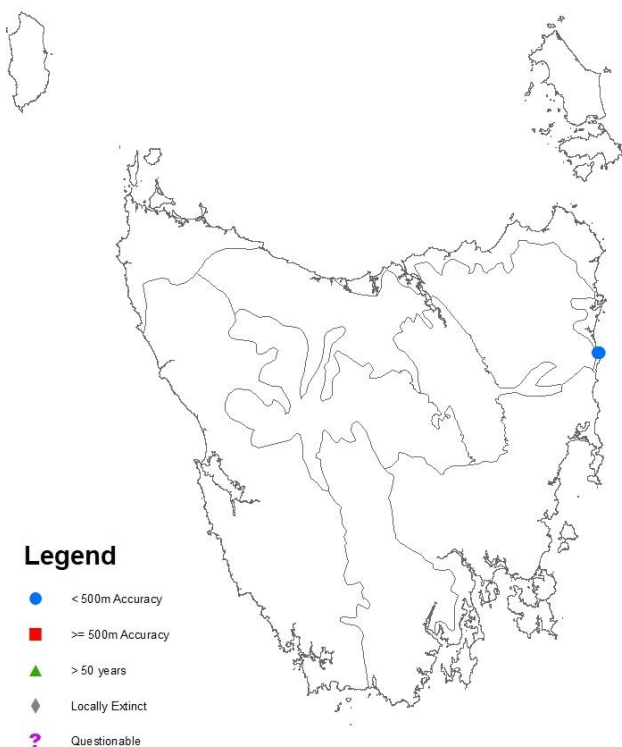 Legend
< 500m Accuracy
>= 500m Accuracy
> 50 years
Locally Extinct
? Questionable